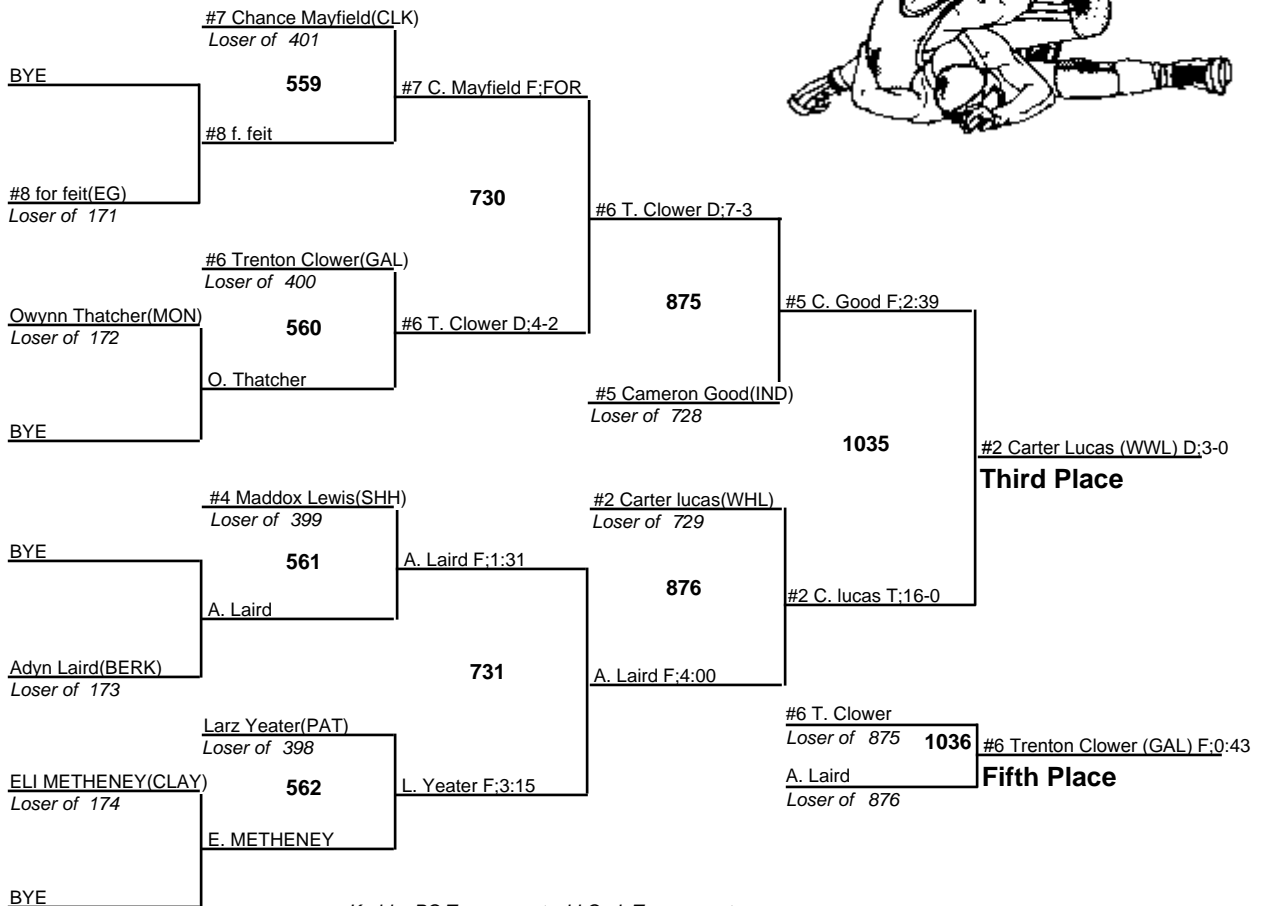 #7 Chance Mayfield(CLK)
Loser of 401
BYE
559
#7 C. Mayfield F;FOR
#8 f. feit
#8 for feit(EG)
Loser of 171
730
#6 T. Clower D;7-3
#6 Trenton Clower(GAL)
Loser of 400
Owynn Thatcher(MON)
Loser of 172
560
#6 T. Clower D;4-2
875
#5 C. Good F;2:39
O. Thatcher
#5 Cameron Good(IND)
Loser of 728
BYE
1035
#2 Carter Lucas (WWL) D;3-0
Third Place
#4 Maddox Lewis(SHH)
Loser of 399
#2 Carter lucas(WHL)
Loser of 729
BYE
561
A. Laird F;1:31
876
#2 C. lucas T;16-0
A. Laird
Adyn Laird(BERK)
Loser of 173
731
A. Laird F;4:00
Larz Yeater(PAT)
Loser of 398
#6 T. Clower
Loser of 875
1036
#6 Trenton Clower (GAL) F;0:43
Fifth Place
A. Laird
Loser of 876
ELI METHENEY(CLAY)
Loser of 174
562
L. Yeater F;3:15
E. METHENEY
BYE